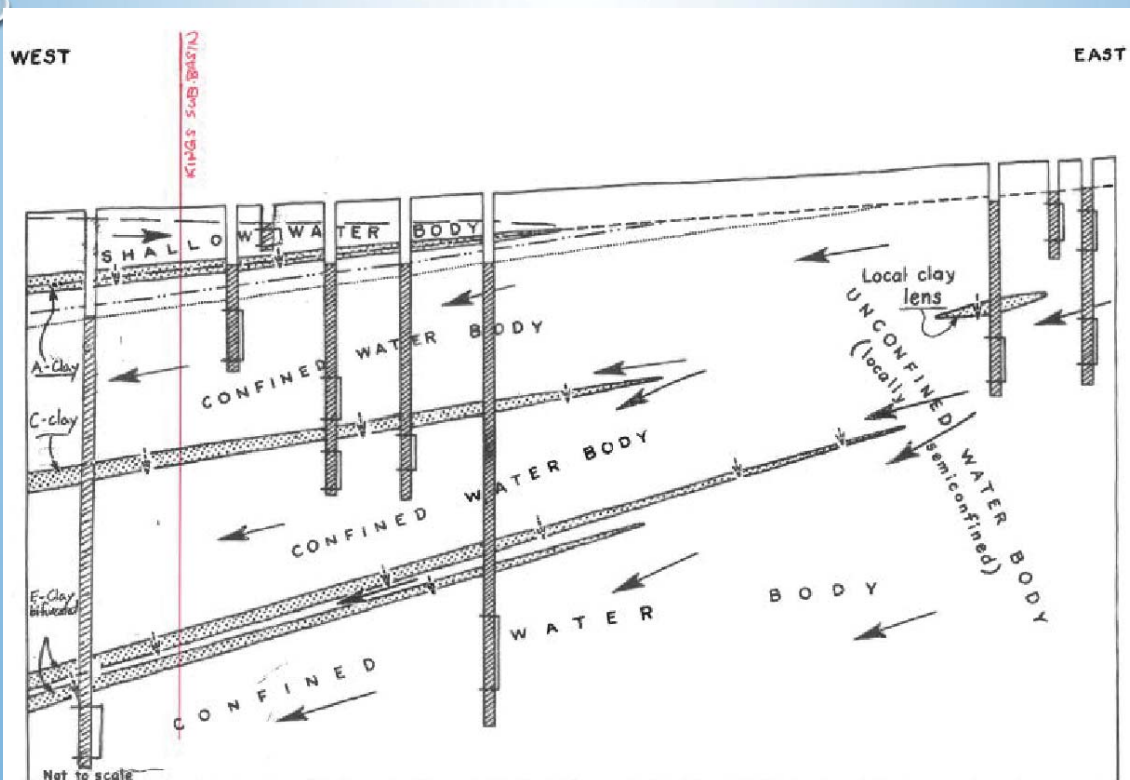 WEST
EAST
KINGS SUB-BASIN
SHALLOW WATER BODY
Local clay
lens
A-Clay
CONFINED WATER BODY
UNCONFINED WATER BODY
(locally semiconfined)
C-clay
CONFINED WATER BODY
E-Clay
CONFINED WATER BODY
Not to scale